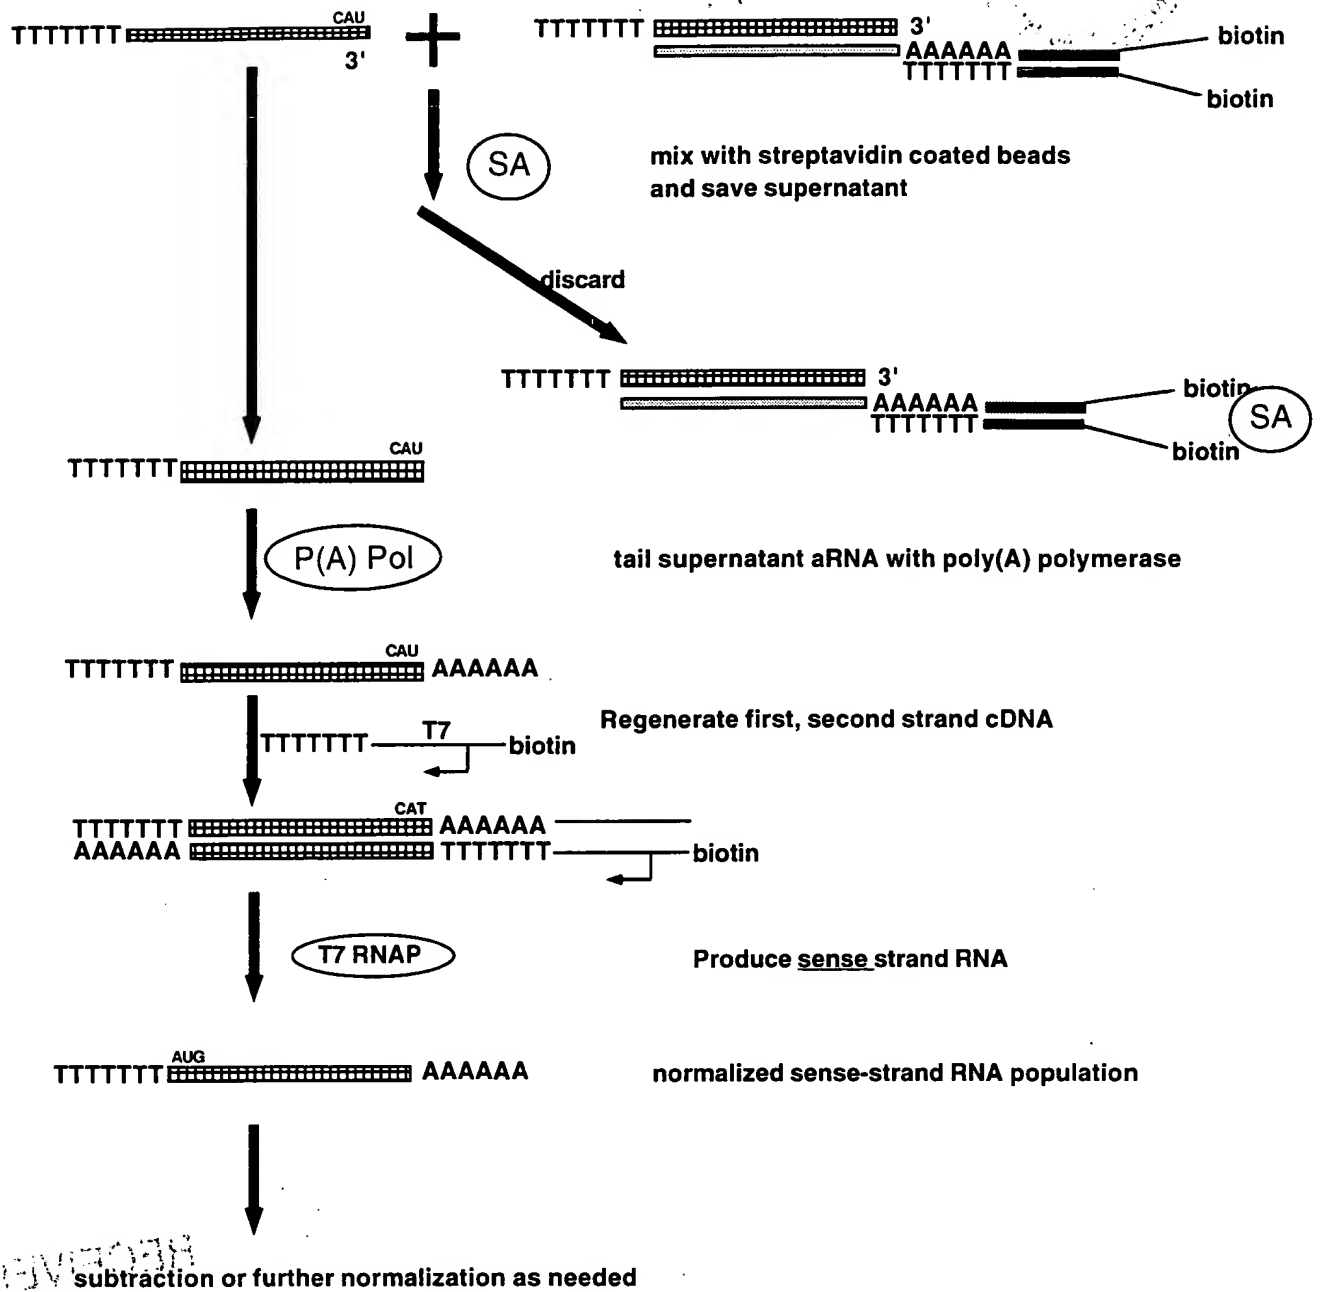 CAU
TTTTTTT
3'
TTTTTTT 3'
AAAAAA
TTTTTTT
biotin
biotin
SA
mix with streptavidin coated beads
and save supernatant
discard
TTTTTTT 3'
AAAAAA
TTTTTTT
biotin
SA
biotin
CAU
TTTTTTT
P(A) Pol
tail supernatant aRNA with poly(A) polymerase
CAU
TTTTTTT AAAAAA
Regenerate first, second strand cDNA
T7
TTTTTTT biotin
CAT
TTTTTTT AAAAAA
AAAAAA TTTTTTT biotin
T7 RNAP
Produce sense strand RNA
AUG
TTTTTTT AAAAAA
normalized sense-strand RNA population
subtraction or further normalization as needed